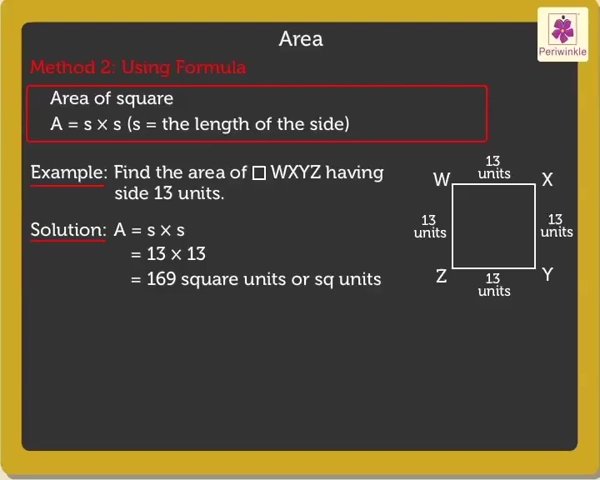 Area
Periwinkle
Method 2: Using Formula
Area of square
A = s × s (s = the length of the side)
Example: Find the area of □ WXYZ having
side 13 units.
Solution: A = s × s
= 13 × 13
= 169 square units or sq units
13
units
W
X
13
units
13
units
Z
Y
13
units